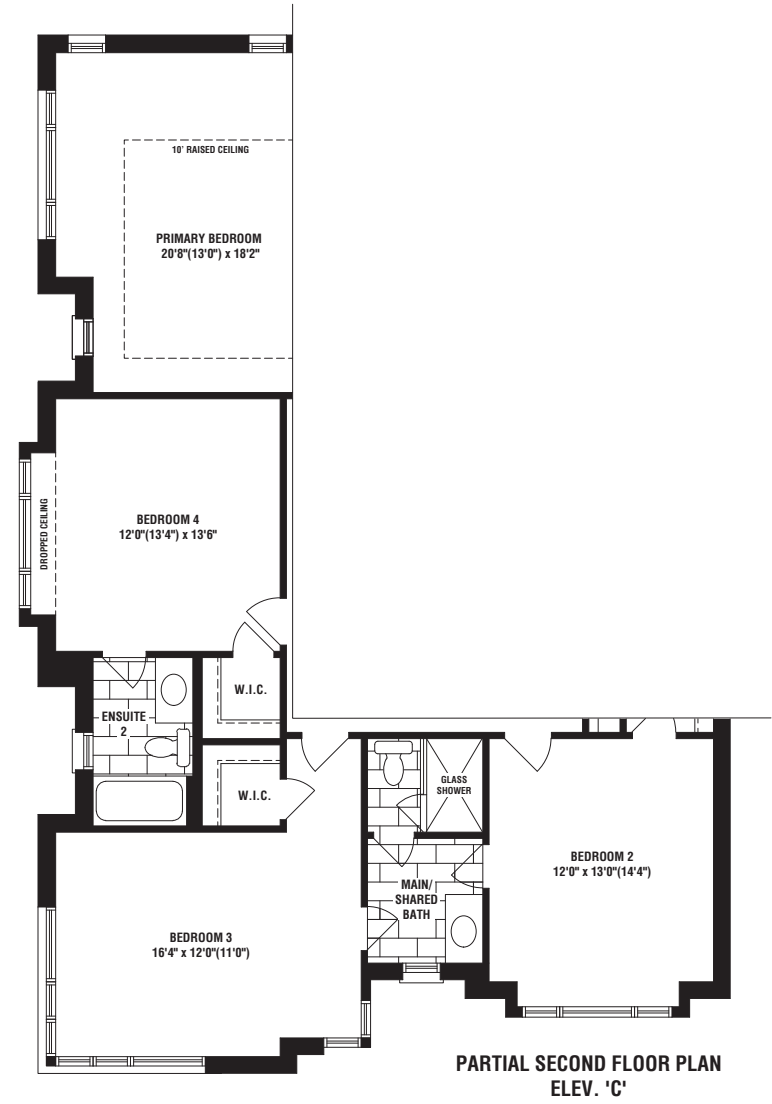 10' RAISED CEILING
PRIMARY BEDROOM
20'8"(13'0") x 18'2"
DROPPED CEILING
BEDROOM 4
12'0"(13'4") x 13'6"
W.I.C.
ENSUITE
2
W.I.C.
GLASS
SHOWER
MAIN/
SHARED
BATH
BEDROOM 2
12'0" x 13'0"(14'4")
BEDROOM 3
16'4" x 12'0"(11'0")
PARTIAL SECOND FLOOR PLAN
ELEV. 'C'